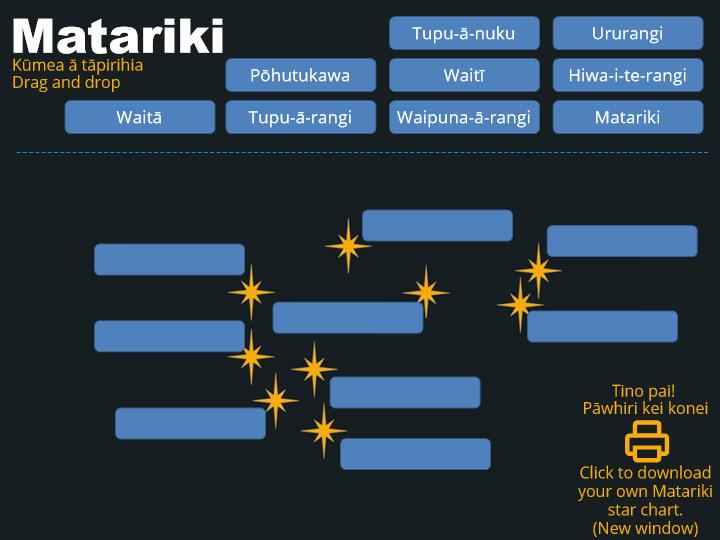 Matariki
Kūmea ā tāpirihia
Drag and drop
Tupu-ā-nuku
Ururangi
Pōhutukawa
Waitī
Hiwa-i-te-rangi
Waitā
Tupu-ā-rangi
Waipuna-ā-rangi
Matariki
Tino pai!
Pāwhiri kei konei
Click to download
your own Matariki
star chart.
(New window)